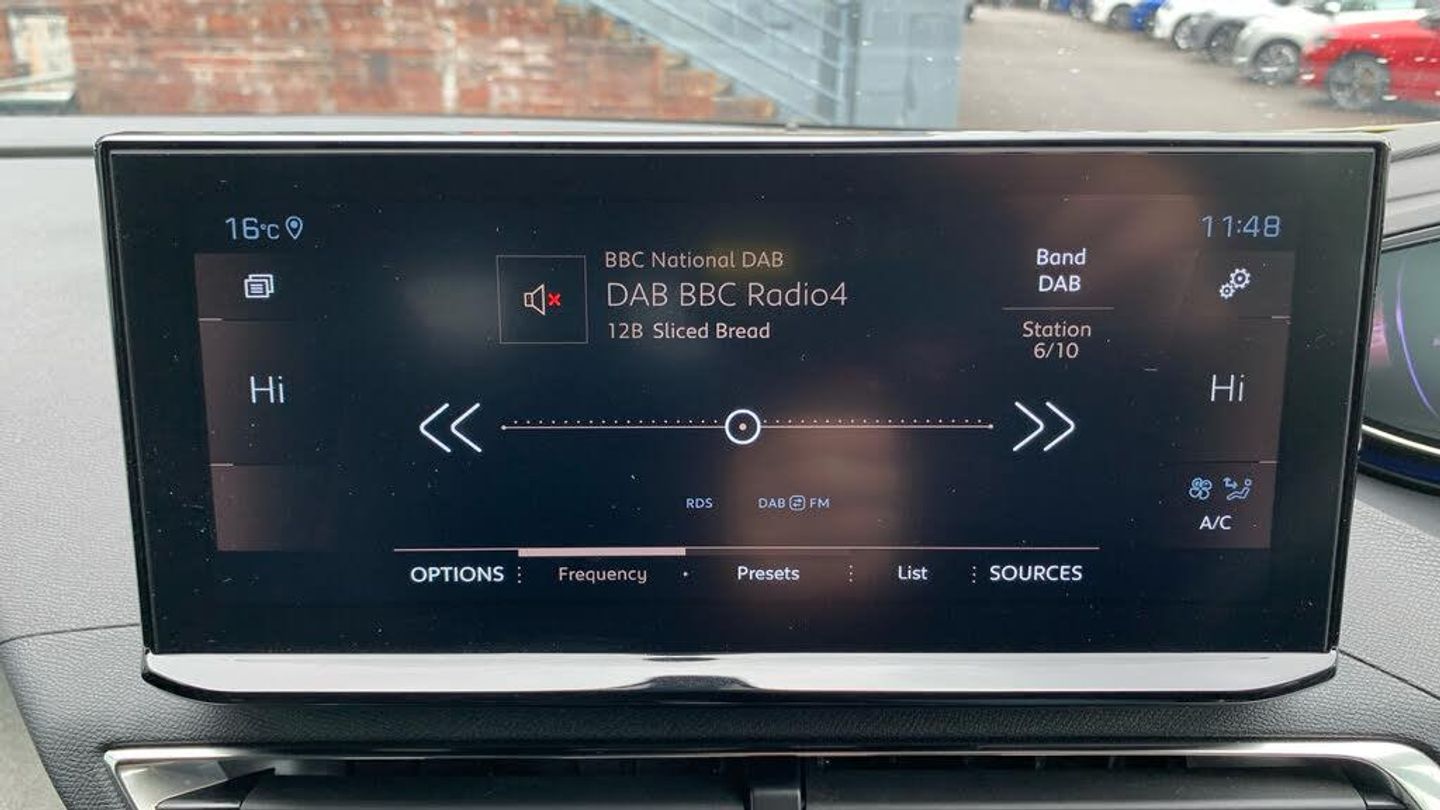 16°C
11:48
BBC National DAB
DAB BBC Radio4
12B Sliced Bread
Band
DAB
Station
6/10
Hi
Hi
RDS
DAB FM
A/C
OPTIONS Frequency Presets List SOURCES